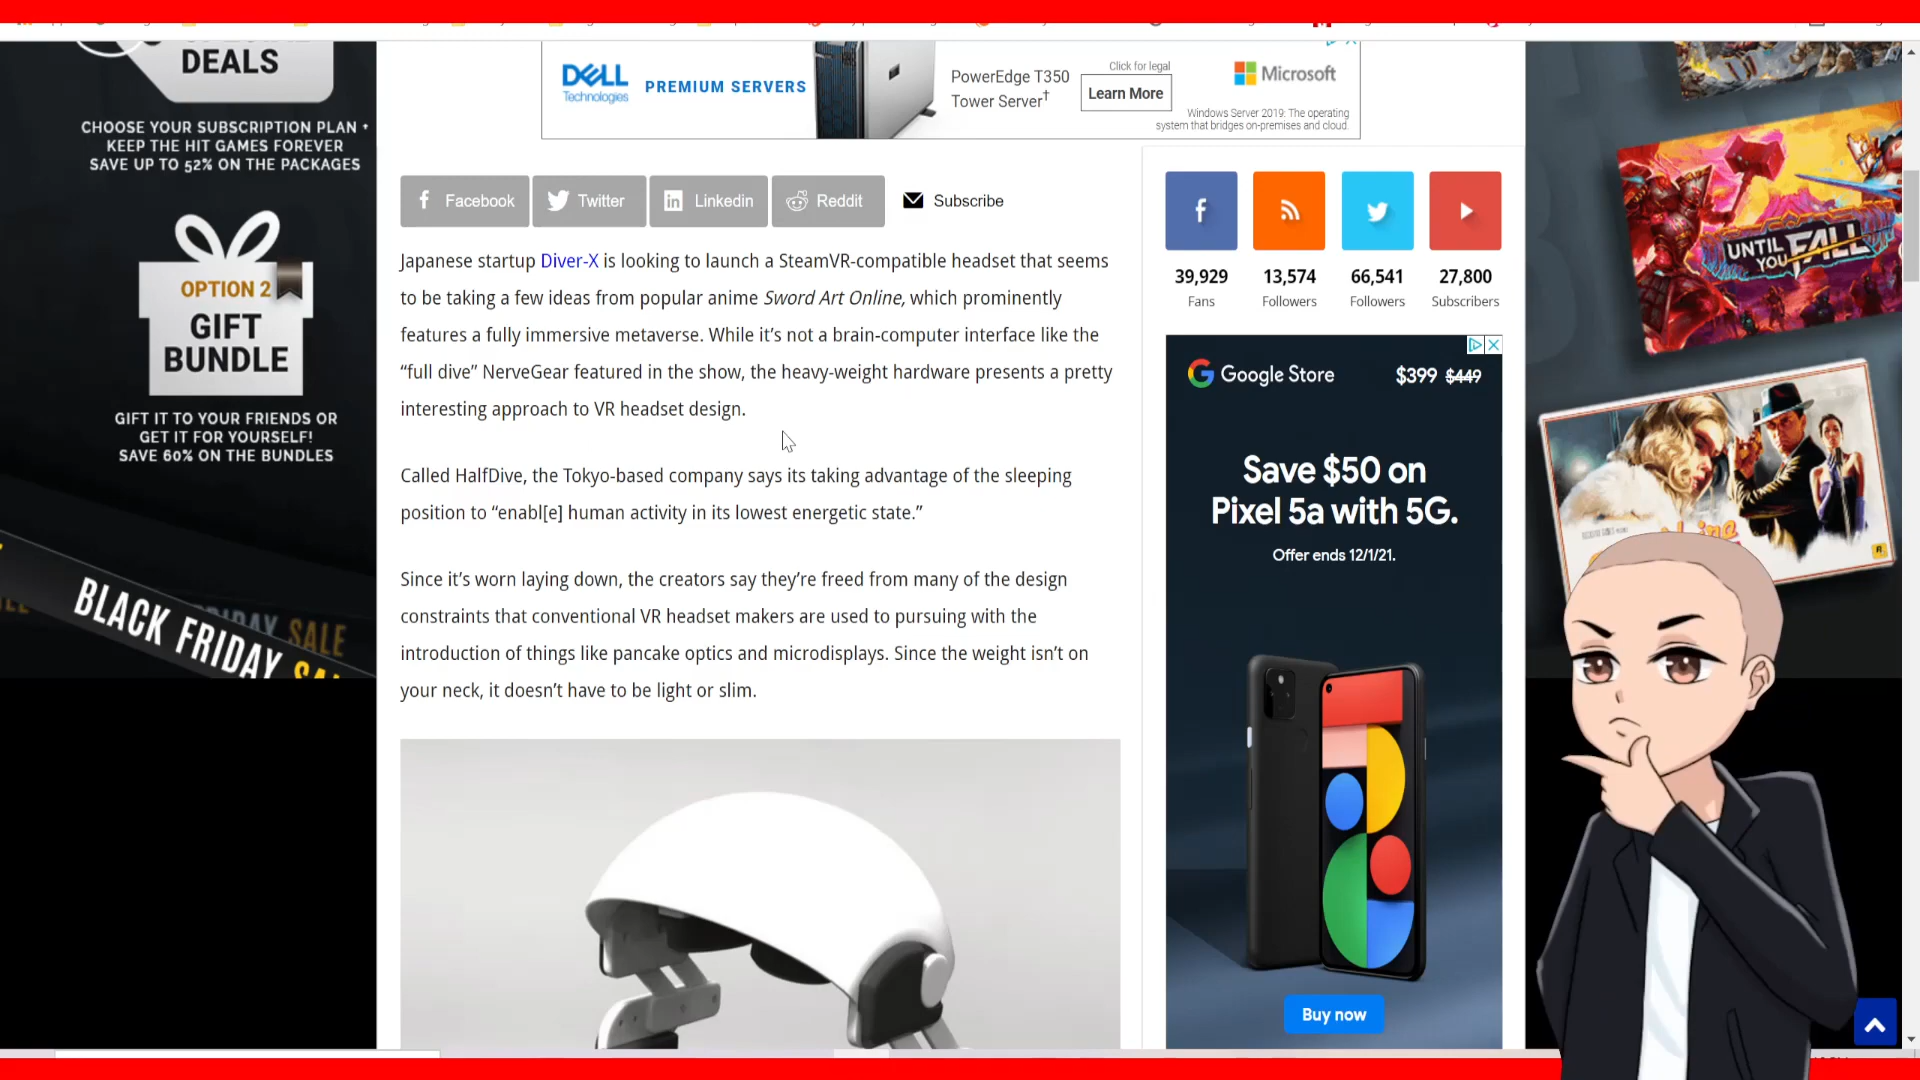 DEALS
CHOOSE YOUR SUBSCRIPTION PLAN +
KEEP THE HIT GAMES FOREVER
SAVE UP TO 52% ON THE PACKAGES
OPTION 2
GIFT
BUNDLE
GIFT IT TO YOUR FRIENDS OR
GET IT FOR YOURSELF!
SAVE 60% ON THE BUNDLES
BLACK FRIDAY
SALE
DELL
Technologies
PREMIUM SERVERS
PowerEdge T350
Tower Server†
Click for legal
Learn More
Microsoft
Windows Server 2019: The operating
system that bridges on-premises and cloud.
Facebook
Twitter
Linkedin
Reddit
Subscribe
Japanese startup Diver-X is looking to launch a SteamVR-compatible headset that seems
to be taking a few ideas from popular anime Sword Art Online, which prominently
features a fully immersive metaverse. While it’s not a brain-computer interface like the
“full dive” NerveGear featured in the show, the heavy-weight hardware presents a pretty
interesting approach to VR headset design.
Called HalfDive, the Tokyo-based company says its taking advantage of the sleeping
position to “enabl[e] human activity in its lowest energetic state.”
Since it’s worn laying down, the creators say they’re freed from many of the design
constraints that conventional VR headset makers are used to pursuing with the
introduction of things like pancake optics and microdisplays. Since the weight isn’t on
your neck, it doesn’t have to be light or slim.
39,929
Fans
13,574
Followers
66,541
Followers
27,800
Subscribers
Google Store
$399 $449
Save $50 on
Pixel 5a with 5G.
Offer ends 12/1/21.
Buy now
UNTIL
YOU FALL